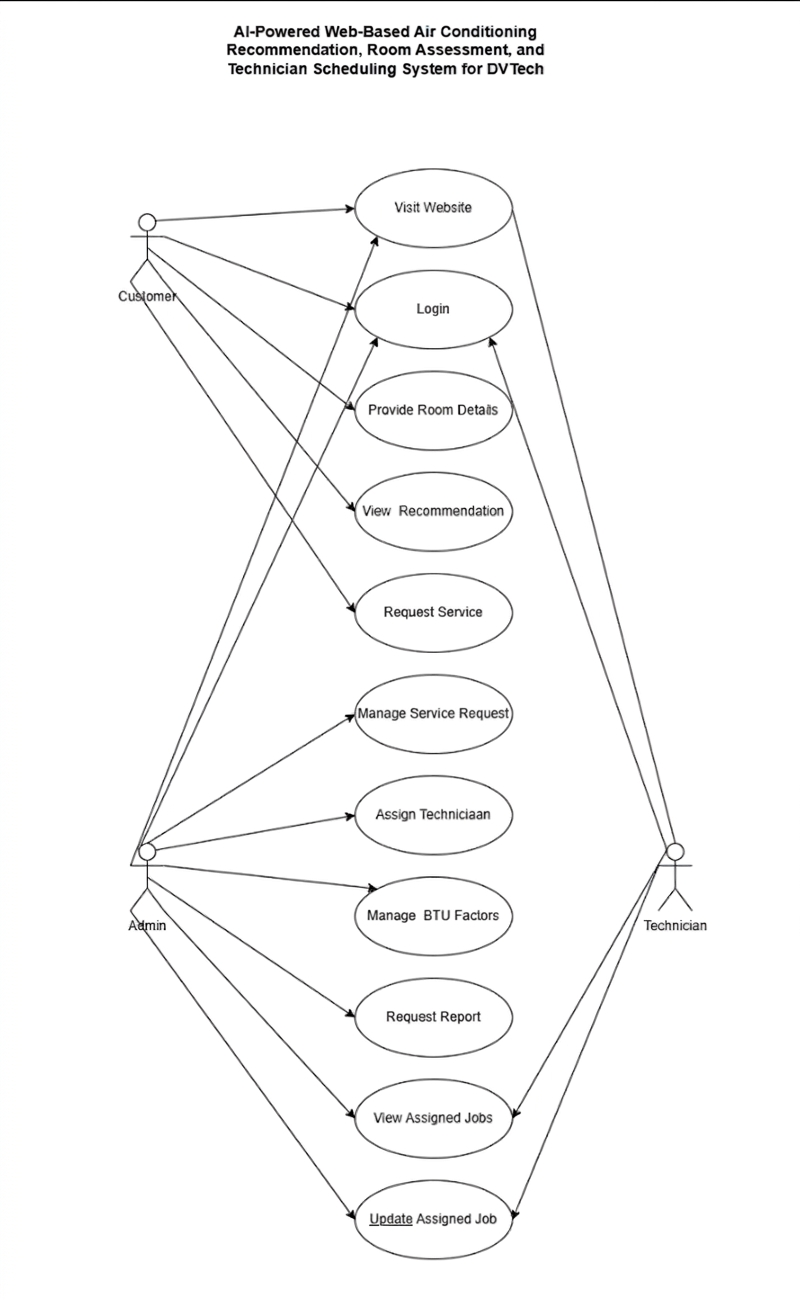 AI-Powered Web-Based Air Conditioning
Recommendation, Room Assessment, and
Technician Scheduling System for DVTech
Visit Website
Customer
Login
Provide Room Details
View  Recommendation
Request Service
Manage Service Request
Assign Techniciaan
Manage  BTU Factors
Admin
Technician
Request Report
View Assigned Jobs
Update Assigned Job